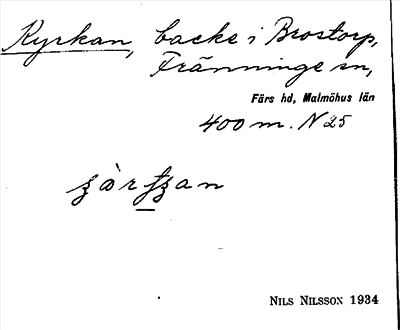 Kyrkan, backe i Brostorp,
Fränninge sn,
Färs hd, Malmöhus län
400 m. N 25
NILS NILSSON 1934